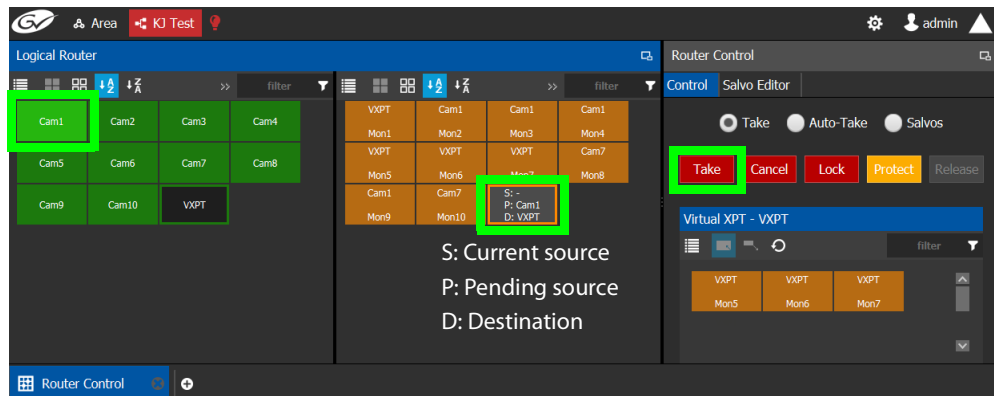 GV Area KJ Test admin
Logical Router
filter
filter
Cam1 Cam2 Cam3 Cam4
Cam5 Cam6 Cam7 Cam8
Cam9 Cam10 VXPT
VXPT Cam1 Cam1 Cam1
Mon1 Mon2 Mon3 Mon4
VXPT VXPT VXPT Cam7
Mon5 Mon6 Mon7 Mon8
Cam1 Cam7 S: -
P: Cam1
Mon9 Mon10 D: VXPT
S: Current source
P: Pending source
D: Destination
Router Control
Control Salvo Editor
Take Auto-Take Salvos
Take Cancel Lock Protect Release
Virtual XPT - VXPT
filter
VXPT VXPT VXPT
Mon5 Mon6 Mon7
Router Control